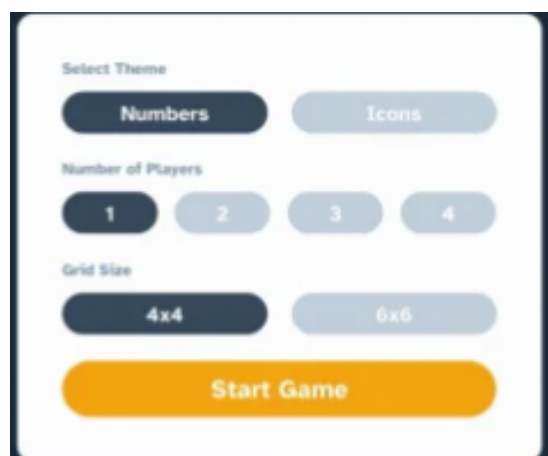 Select Theme
Numbers Icons
Number of Players
1 2 3 4
Grid Size
4x4 6x6
Start Game